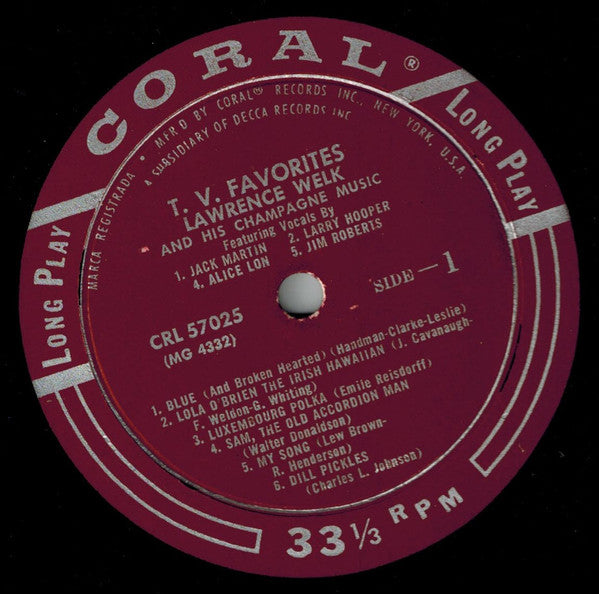 CORAL®
LONG PLAY
LONG PLAY
MARCA REGISTRADA • MFR'D BY CORAL® RECORDS INC., NEW YORK, U.S.A.
A SUBSIDIARY OF DECCA RECORDS INC
T. V. FAVORITES
LAWRENCE WELK
AND HIS CHAMPAGNE MUSIC
Featuring Vocals By
1. JACK MARTIN 2. LARRY HOOPER
4. ALICE LON 5. JIM ROBERTS
SIDE—1
CRL 57025
(MG 4332)
1. BLUE (And Broken Hearted) (Handman-Clarke-Leslie)
2. LOLA O'BRIEN THE IRISH HAWAIIAN (J. Cavanaugh-
F. Weldon-G. Whiting)
3. LUXEMBOURG POLKA (Emile Reisdorff)
4. SAM, THE OLD ACCORDION MAN
(Walter Donaldson)
5. MY SONG (Lew Brown-
R. Henderson)
6. DILL PICKLES
(Charles L. Johnson)
33⅓ RPM